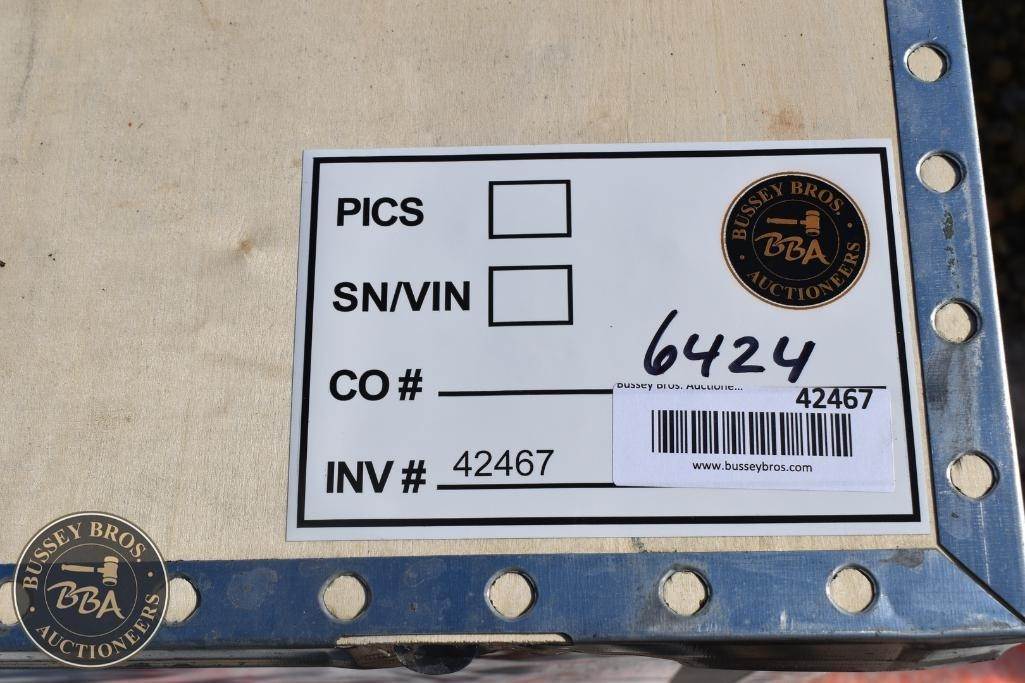 PICS
BUSSEY BROS.
BBA
AUCTIONEERS
SN/VIN
6424
CO #
Bussey Bros. Auctione...
42467
INV # 42467
www.busseybros.com
BUSSEY BROS.
BBA
AUCTIONEERS